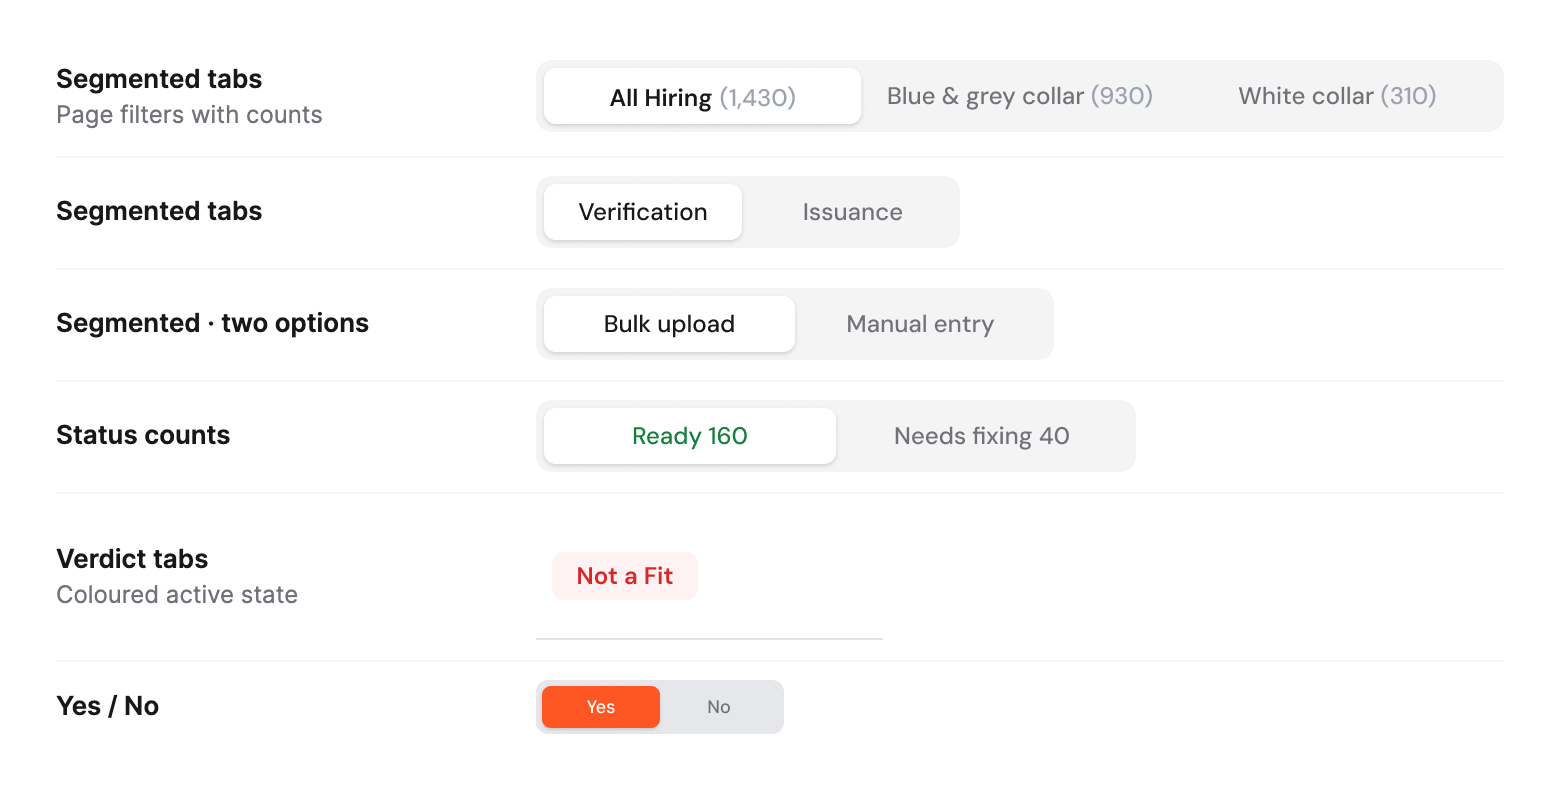 Segmented tabs
Page filters with counts
All Hiring (1,430) Blue & grey collar (930) White collar (310)
Segmented tabs
Verification Issuance
Segmented · two options
Bulk upload Manual entry
Status counts
Ready 160 Needs fixing 40
Verdict tabs
Coloured active state
Not a Fit
Yes / No
Yes No